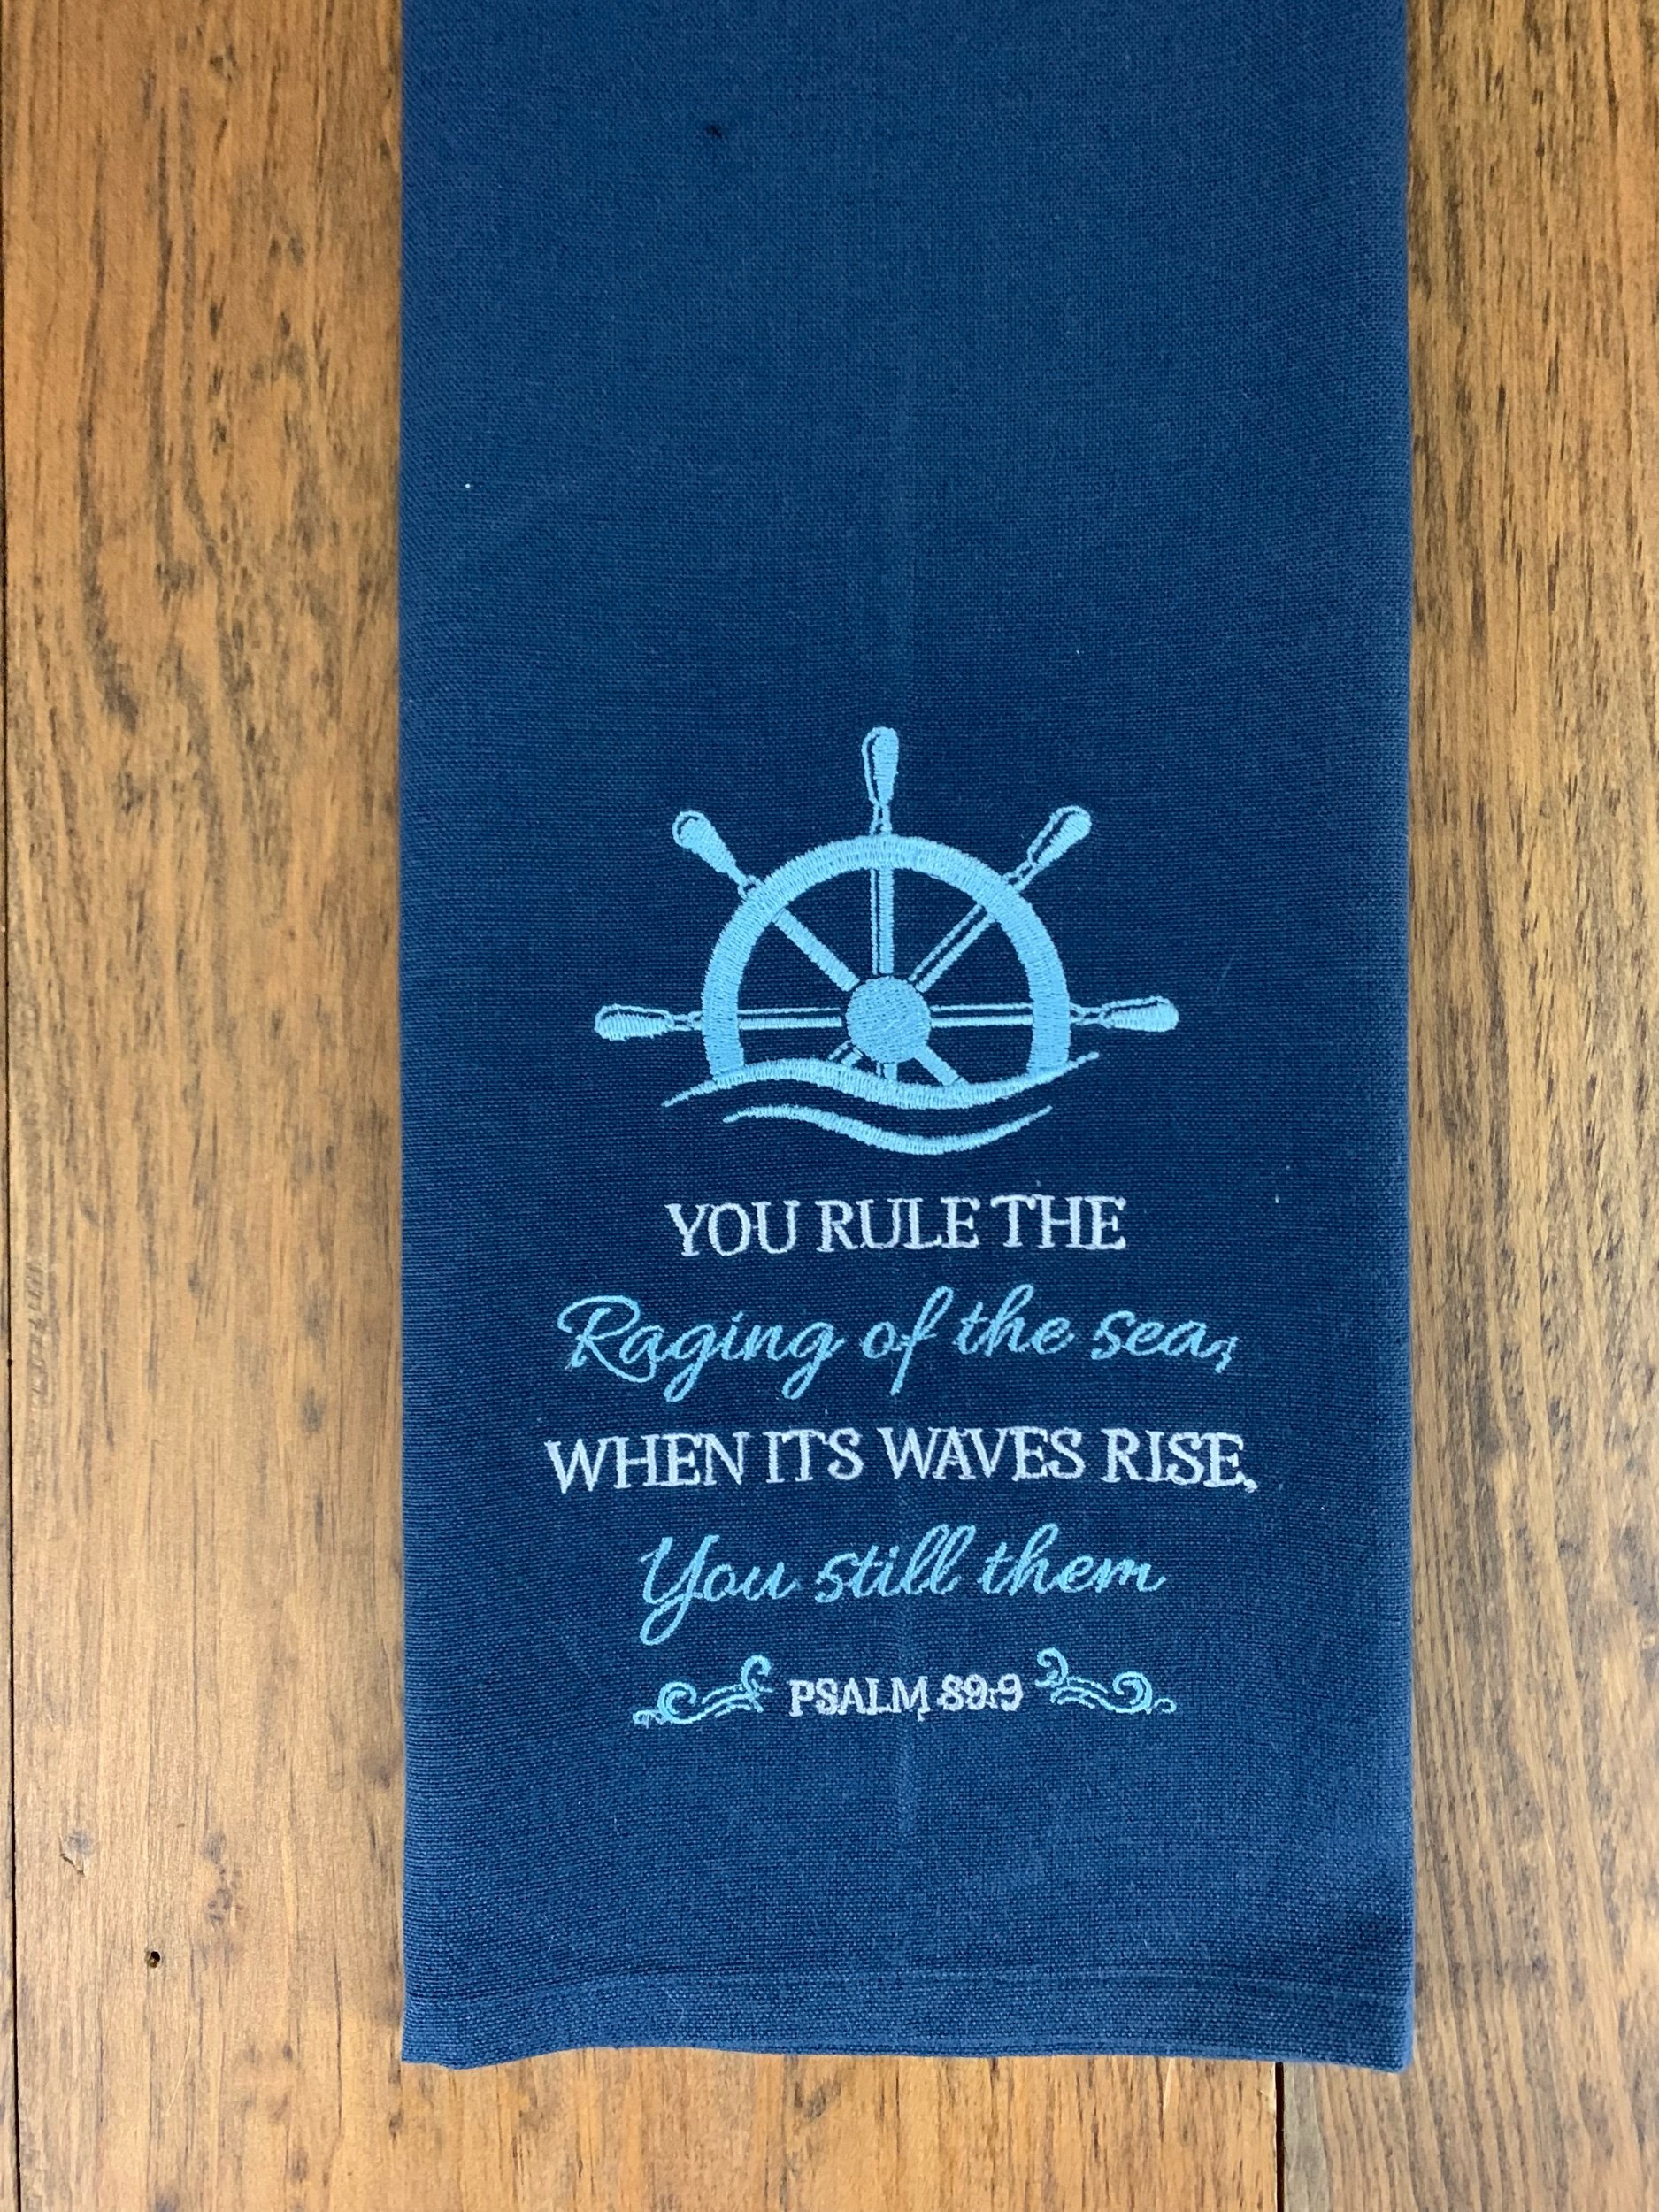 YOU RULE THE
Raging of the sea,
WHEN ITS WAVES RISE,
You still them
PSALM 89:9